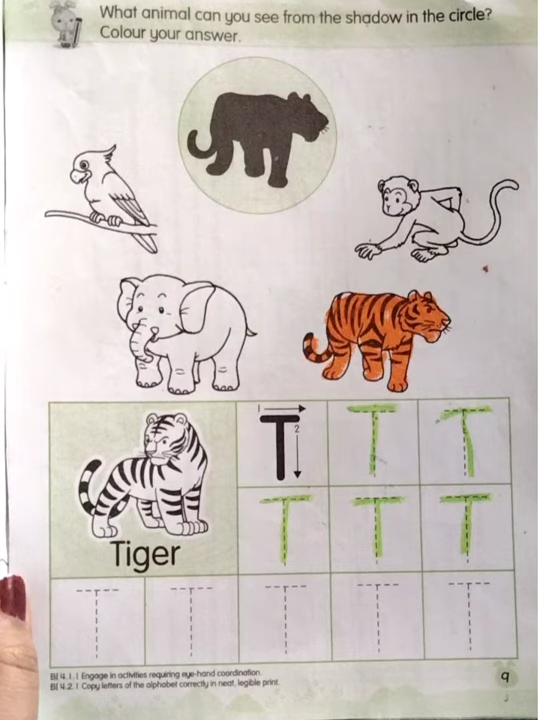 What animal can you see from the shadow in the circle?
Colour your answer.
1
T
2
T
T
Tiger
T
T
T
T
T
T
T
T
BI 4.1.1 Engage in activities requiring eye-hand coordination.
BI 4.2.1 Copy letters of the alphabet correctly in neat, legible print.
9